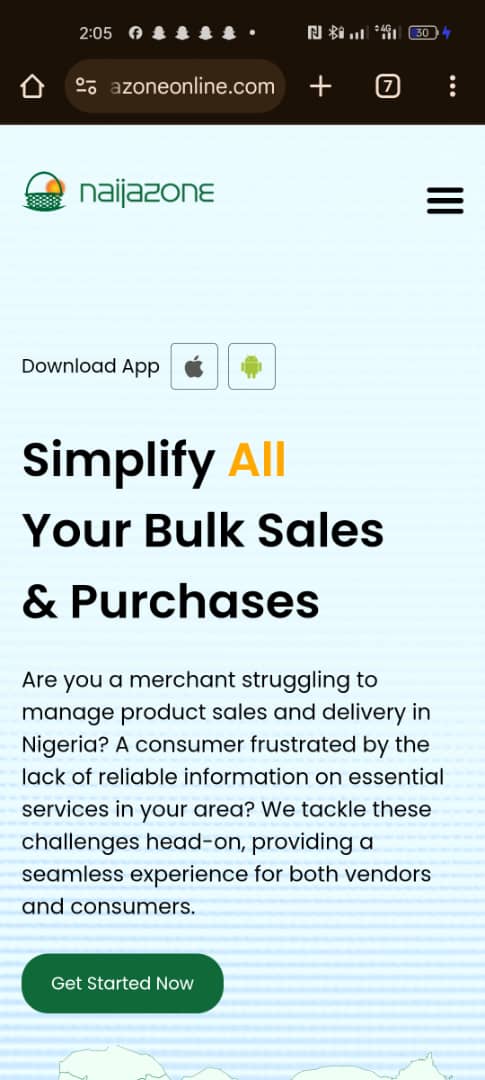 2:05
4G
30
azoneonline.com
7
naijazone
Download App
Simplify All
Your Bulk Sales
& Purchases
Are you a merchant struggling to
manage product sales and delivery in
Nigeria? A consumer frustrated by the
lack of reliable information on essential
services in your area? We tackle these
challenges head-on, providing a
seamless experience for both vendors
and consumers.
Get Started Now